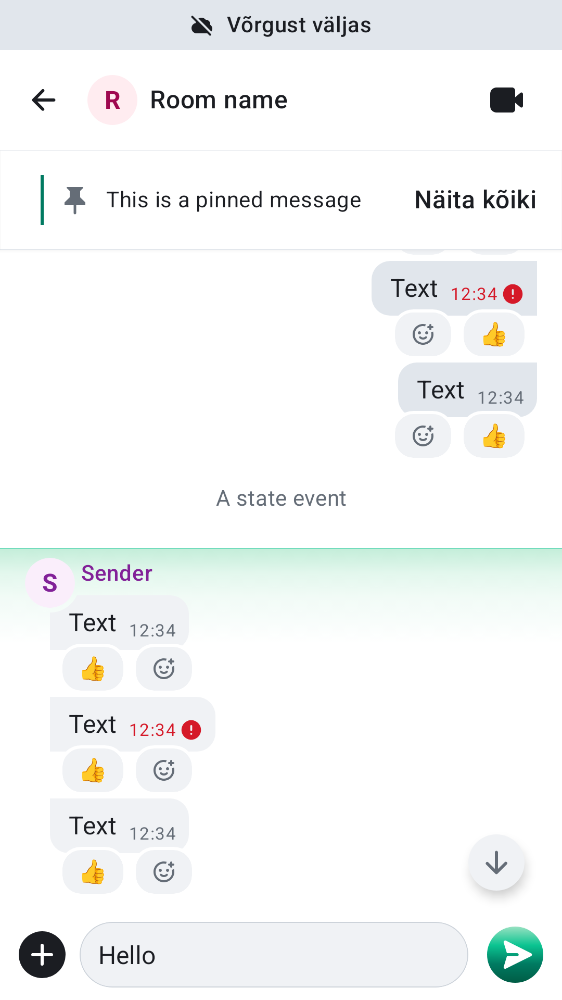 Võrgust väljas
R Room name
This is a pinned message Näita kõiki
Text 12:34
👍
Text 12:34
👍
A state event
S Sender
Text 12:34
👍
Text 12:34
👍
Text 12:34
👍
Hello